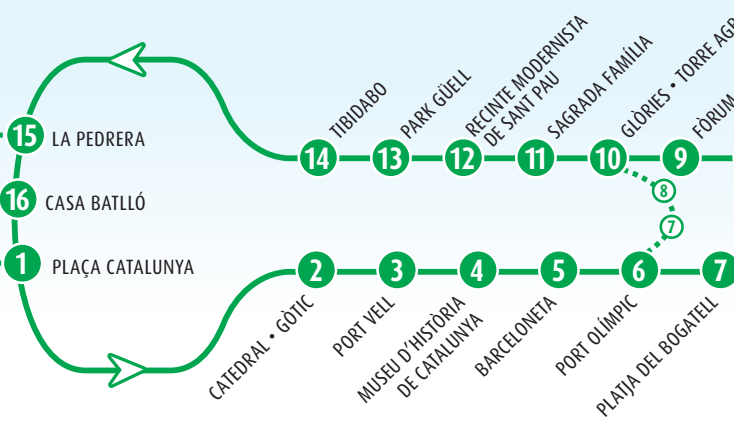 15 LA PEDRERA
16 CASA BATLLÓ
1 PLAÇA CATALUNYA
14 TIBIDABO
13 PARK GÜELL
12 RECINTE MODERNISTA
DE SANT PAU
11 SAGRADA FAMÍLIA
10 GLÒRIES • TORRE AGB
9 FÒRUM
8
7
2 CATEDRAL • GÒTIC
3 PORT VELL
4 MUSEU D'HISTÒRIA
DE CATALUNYA
5 BARCELONETA
6 PORT OLÍMPIC
7 PLATJA DEL BOGATELL